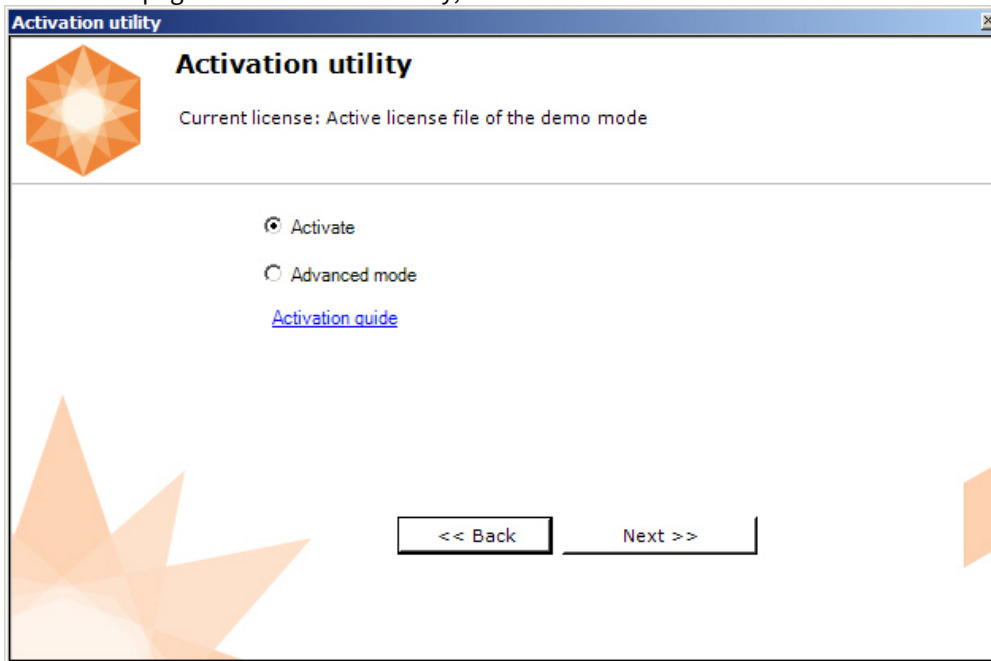 Activation utility
Activation utility
Current license: Active license file of the demo mode
Activate
Advanced mode
Activation guide
<< Back Next >>